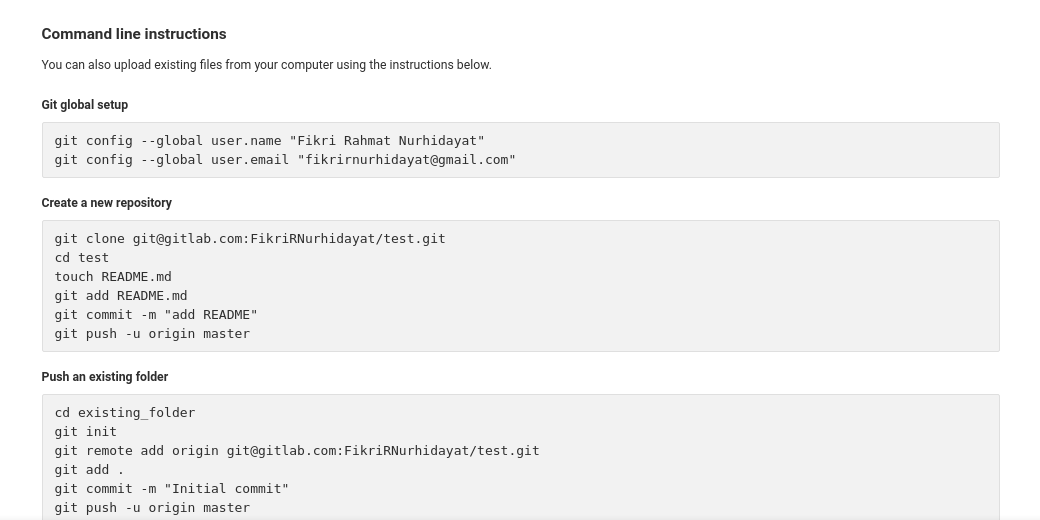 Command line instructions
You can also upload existing files from your computer using the instructions below.
Git global setup
git config --global user.name "Fikri Rahmat Nurhidayat"
git config --global user.email "fikrirnurhidayat@gmail.com"
Create a new repository
git clone git@gitlab.com:FikriRNurhidayat/test.git
cd test
touch README.md
git add README.md
git commit -m "add README"
git push -u origin master
Push an existing folder
cd existing_folder
git init
git remote add origin git@gitlab.com:FikriRNurhidayat/test.git
git add .
git commit -m "Initial commit"
git push -u origin master